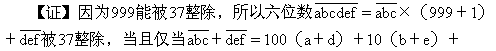 【证】因为999能被37整除，所以六位数abcdef=abc×（999+1）
+def被37整除，当且仅当abc+def=100（a+d）+10（b+e）+